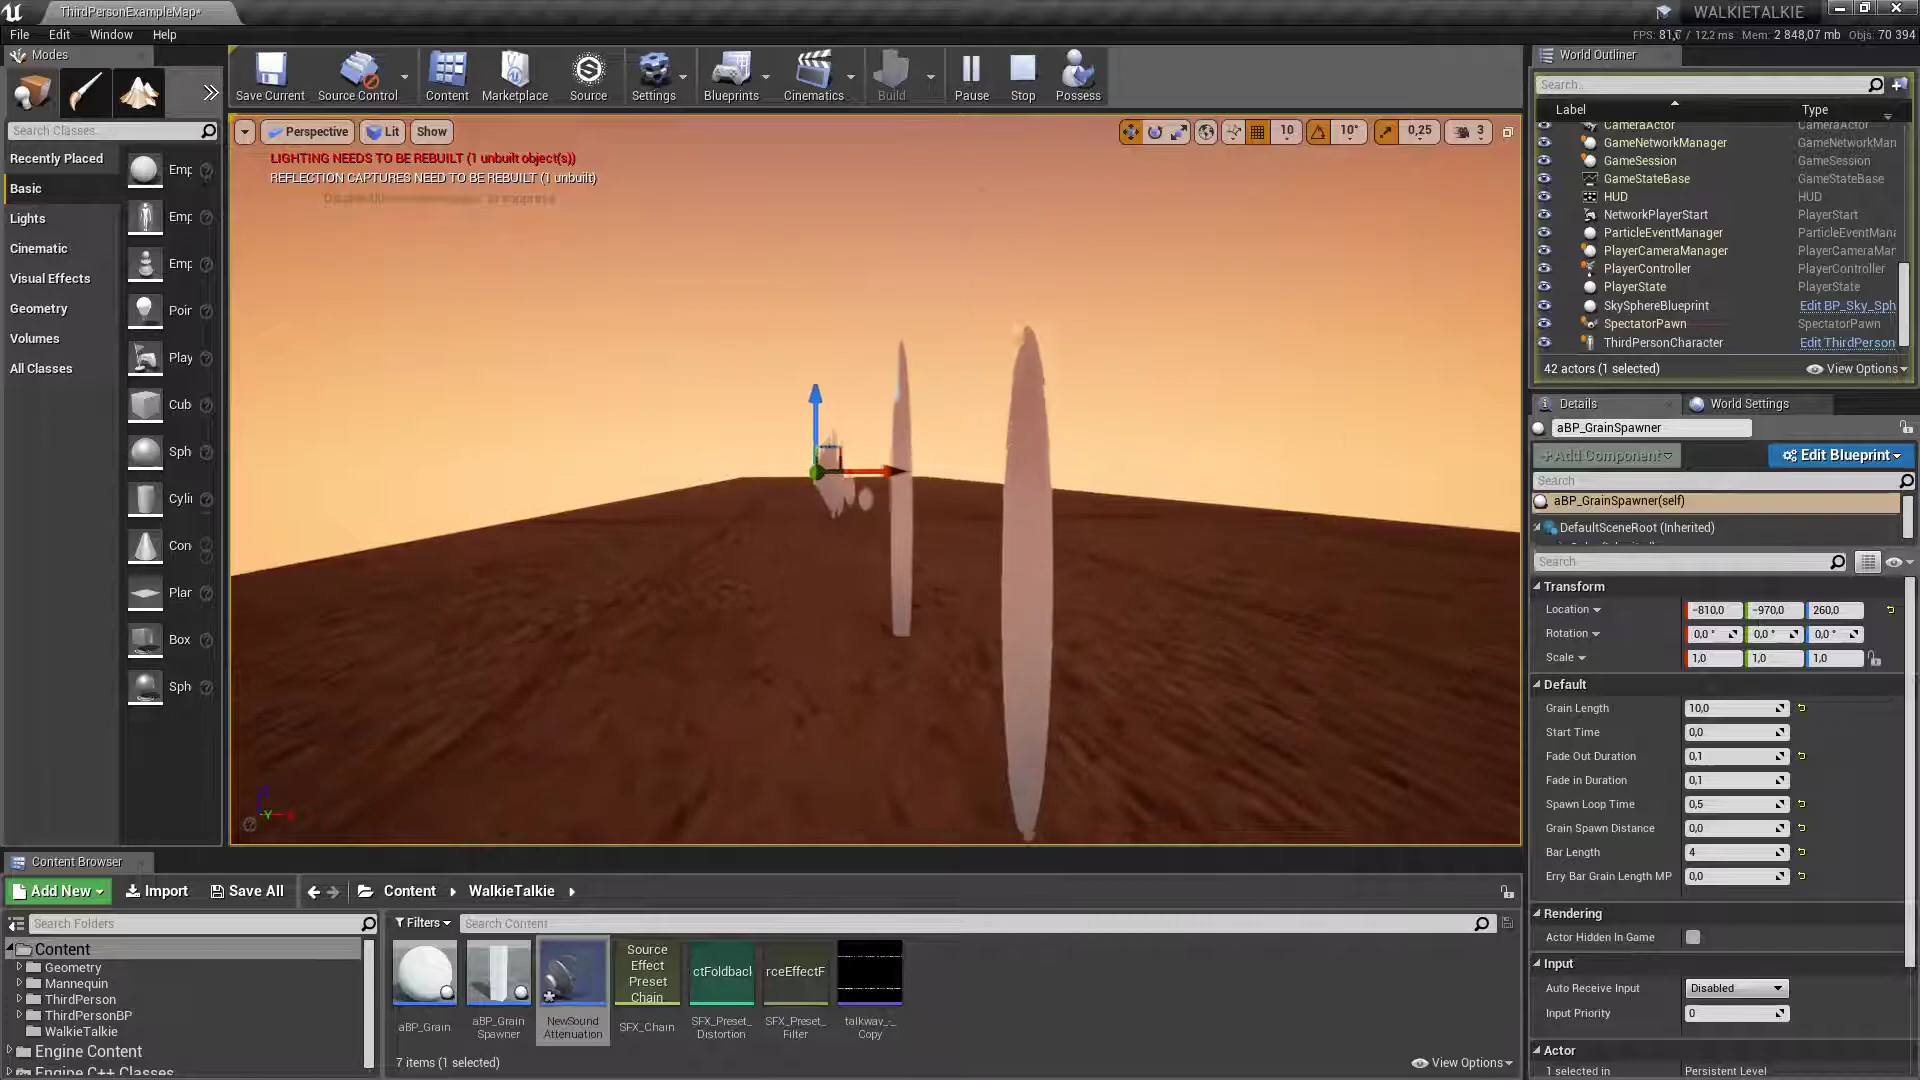 ThirdPersonExampleMap*
WALKIETALKIE
File Edit Window Help
FPS: 81,0 / 12,2 ms Mem: 2 848,07 mb Objs: 70 394
Modes
Save Current
Source Control
Content
Marketplace
Source
Settings
Blueprints
Cinematics
Build
Pause
Stop
Possess
Search Classes
Recently Placed
Basic
Lights
Cinematic
Visual Effects
Geometry
Volumes
All Classes
Emp
Emp
Emp
Poir
Play
Cub
Sph
Cyli
Con
Plar
Box
Sph
Perspective
Lit
Show
10
10°
0,25
3
LIGHTING NEEDS TO BE REBUILT (1 unbuilt object(s))
REFLECTION CAPTURES NEED TO BE REBUILT (1 unbuilt)
World Outliner
Search...
Label Type
CameraActor CameraActor
GameNetworkManager GameNetworkMan
GameSession GameSession
GameStateBase GameStateBase
HUD HUD
NetworkPlayerStart PlayerStart
ParticleEventManager ParticleEventMana
PlayerCameraManager PlayerCameraMar
PlayerController PlayerController
PlayerState PlayerState
SkySphereBlueprint Edit BP_Sky_Sph
SpectatorPawn SpectatorPawn
ThirdPersonCharacter Edit ThirdPerson
42 actors (1 selected)
View Options
Details
World Settings
aBP_GrainSpawner
+Add Component
Edit Blueprint
Search
aBP_GrainSpawner(self)
DefaultSceneRoot (Inherited)
Search
Transform
Location -810,0 -970,0 260,0
Rotation 0,0 ° 0,0 ° 0,0 °
Scale 1,0 1,0 1,0
Default
Grain Length 10,0
Start Time 0,0
Fade Out Duration 0,1
Fade in Duration 0,1
Spawn Loop Time 0,5
Grain Spawn Distance 0,0
Bar Length 4
Erry Bar Grain Length MP 0,0
Rendering
Actor Hidden In Game
Input
Auto Receive Input Disabled
Input Priority 0
Actor
1 selected in Persistent Level
Content Browser
Add New
Import
Save All
Content
WalkieTalkie
Search Folders
Filters
Search Content
Content
Geometry
Mannequin
ThirdPerson
ThirdPersonBP
WalkieTalkie
Engine Content
Engine C++ Classes
aBP_Grain
aBP_Grain
Spawner
NewSound
Attenuation
Source
Effect
Preset
Chain
SFX_Chain
ctFoldback
SFX_Preset_
Distortion
rceEffectF
SFX_Preset_
Filter
talkwav_-_
Copy
7 items (1 selected)
View Options